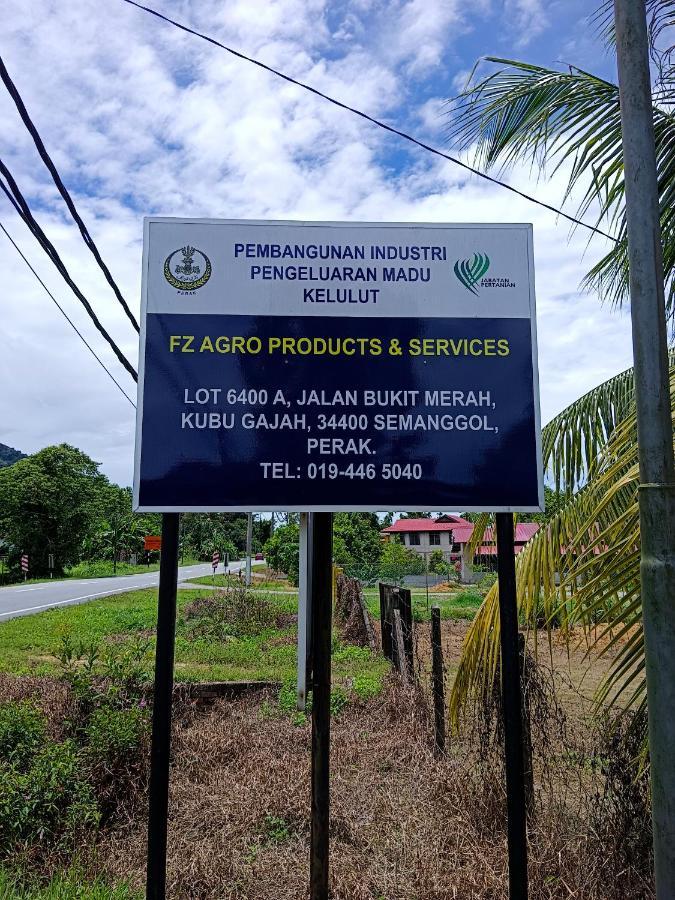 PEMBANGUNAN INDUSTRI
PENGELUARAN MADU
KELULUT
PERAK
JABATAN
PERTANIAN
FZ AGRO PRODUCTS & SERVICES
LOT 6400 A, JALAN BUKIT MERAH,
KUBU GAJAH, 34400 SEMANGGOL,
PERAK.
TEL: 019-446 5040